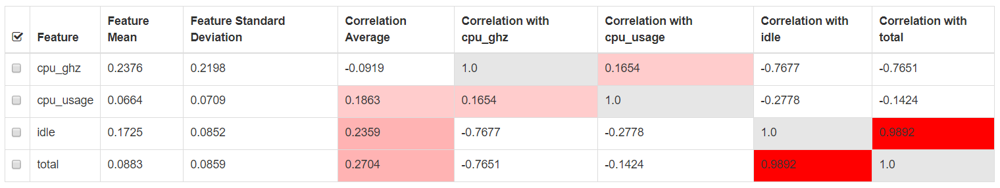 Feature Feature Mean Feature Standard Deviation Correlation Average Correlation with cpu_ghz Correlation with cpu_usage Correlation with idle Correlation with total
cpu_ghz 0.2376 0.2198 -0.0919 1.0 0.1654 -0.7677 -0.7651
cpu_usage 0.0664 0.0709 0.1863 0.1654 1.0 -0.2778 -0.1424
idle 0.1725 0.0852 0.2359 -0.7677 -0.2778 1.0 0.9892
total 0.0883 0.0859 0.2704 -0.7651 -0.1424 0.9892 1.0